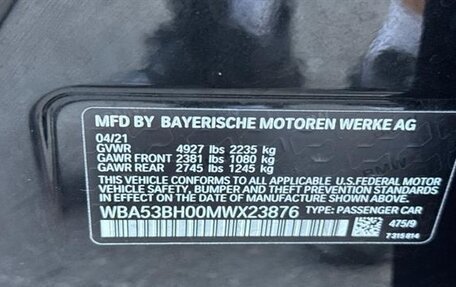 MFD BY BAYERISCHE MOTOREN WERKE AG
04/21
GVWR 4927 lbs 2235 kg
GAWR FRONT 2381 lbs 1080 kg
GAWR REAR 2745 lbs 1245 kg
THIS VEHICLE CONFORMS TO ALL APPLICABLE U.S.FEDERAL MOTOR
VEHICLE SAFETY, BUMPER AND THEFT PREVENTION STANDARDS
IN EFFECT ON THE DATE OF MANUFACTURE SHOWN ABOVE.
WBA53BH00MWX23876 TYPE: PASSENGER CAR
475/9
7 315 814